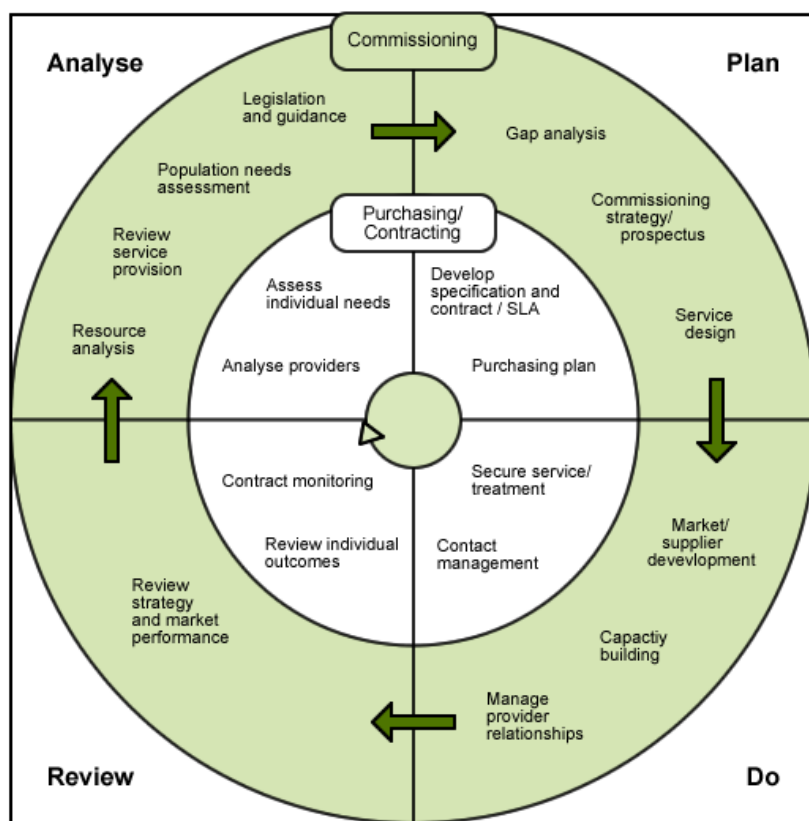 Commissioning
Analyse
Plan
Legislation
and guidance
Gap analysis
Population needs
assessment
Commissioning
strategy/
prospectus
Purchasing/
Contracting
Review
service
provision
Assess
individual needs
Develop
specification and
contract / SLA
Resource
analysis
Service
design
Analyse providers
Purchasing plan
Contract monitoring
Secure service/
treatment
Review individual
outcomes
Contact
management
Market/
supplier
devevlopment
Review
strategy
and market
performance
Capactiy
building
Manage
provider
relationships
Review
Do